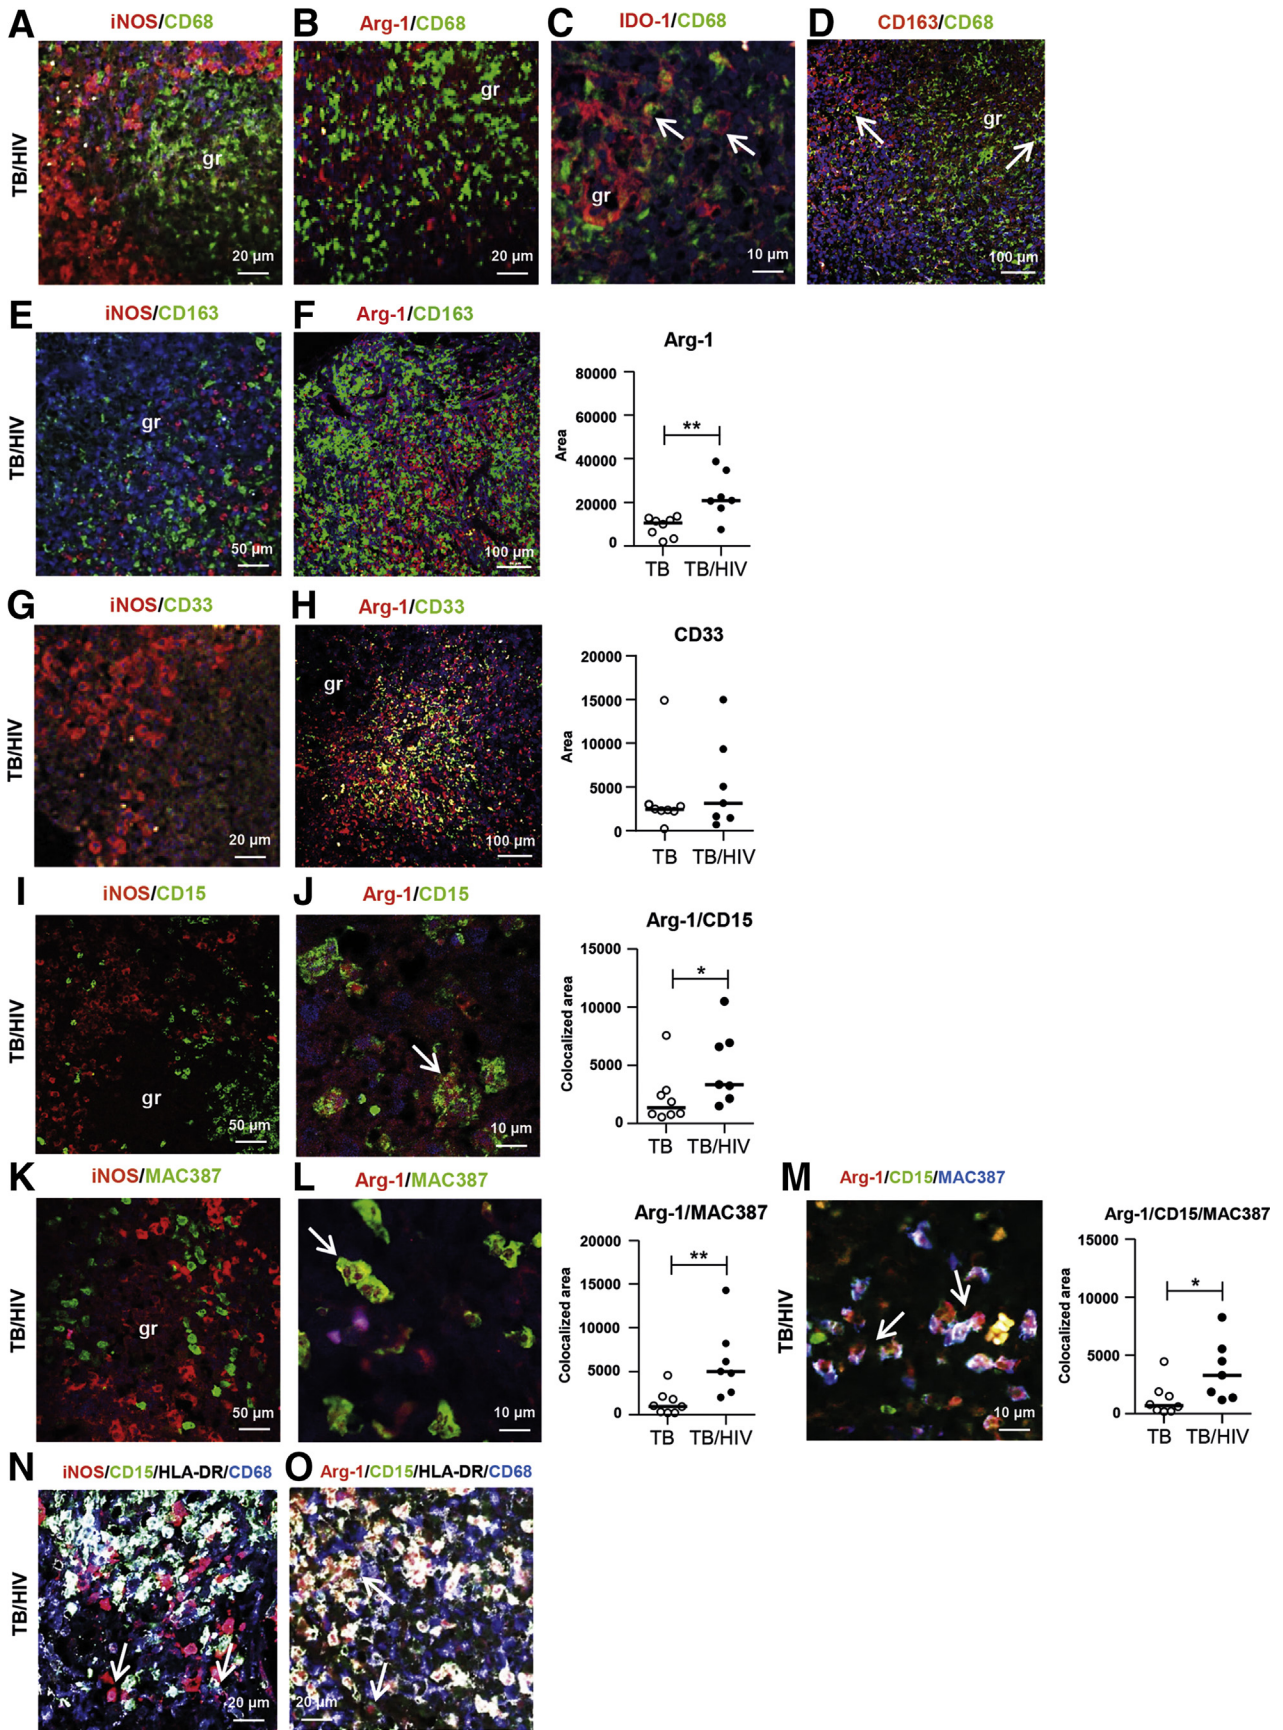 A iNOS/CD68
B Arg-1/CD68
C IDO-1/CD68
D CD163/CD68
TB/HIV
gr
20 µm
gr
20 µm
gr
10 µm
gr
100 µm
E iNOS/CD163
F Arg-1/CD163
TB/HIV
gr
50 µm
100 µm
Arg-1
Area
80000
60000
40000
20000
0
**
TB TB/HIV
G iNOS/CD33
H Arg-1/CD33
TB/HIV
20 µm
gr
100 µm
CD33
Area
20000
15000
10000
5000
0
TB TB/HIV
I iNOS/CD15
J Arg-1/CD15
TB/HIV
gr
50 µm
10 µm
Arg-1/CD15
Colocalized area
15000
10000
5000
0
*
TB TB/HIV
K iNOS/MAC387
L Arg-1/MAC387
TB/HIV
gr
50 µm
10 µm
Arg-1/MAC387
Colocalized area
20000
15000
10000
5000
0
**
TB TB/HIV
M Arg-1/CD15/MAC387
TB/HIV
10 µm
Arg-1/CD15/MAC387
Colocalized area
15000
10000
5000
0
*
TB TB/HIV
N iNOS/CD15/HLA-DR/CD68
O Arg-1/CD15/HLA-DR/CD68
TB/HIV
20 µm
20 µm